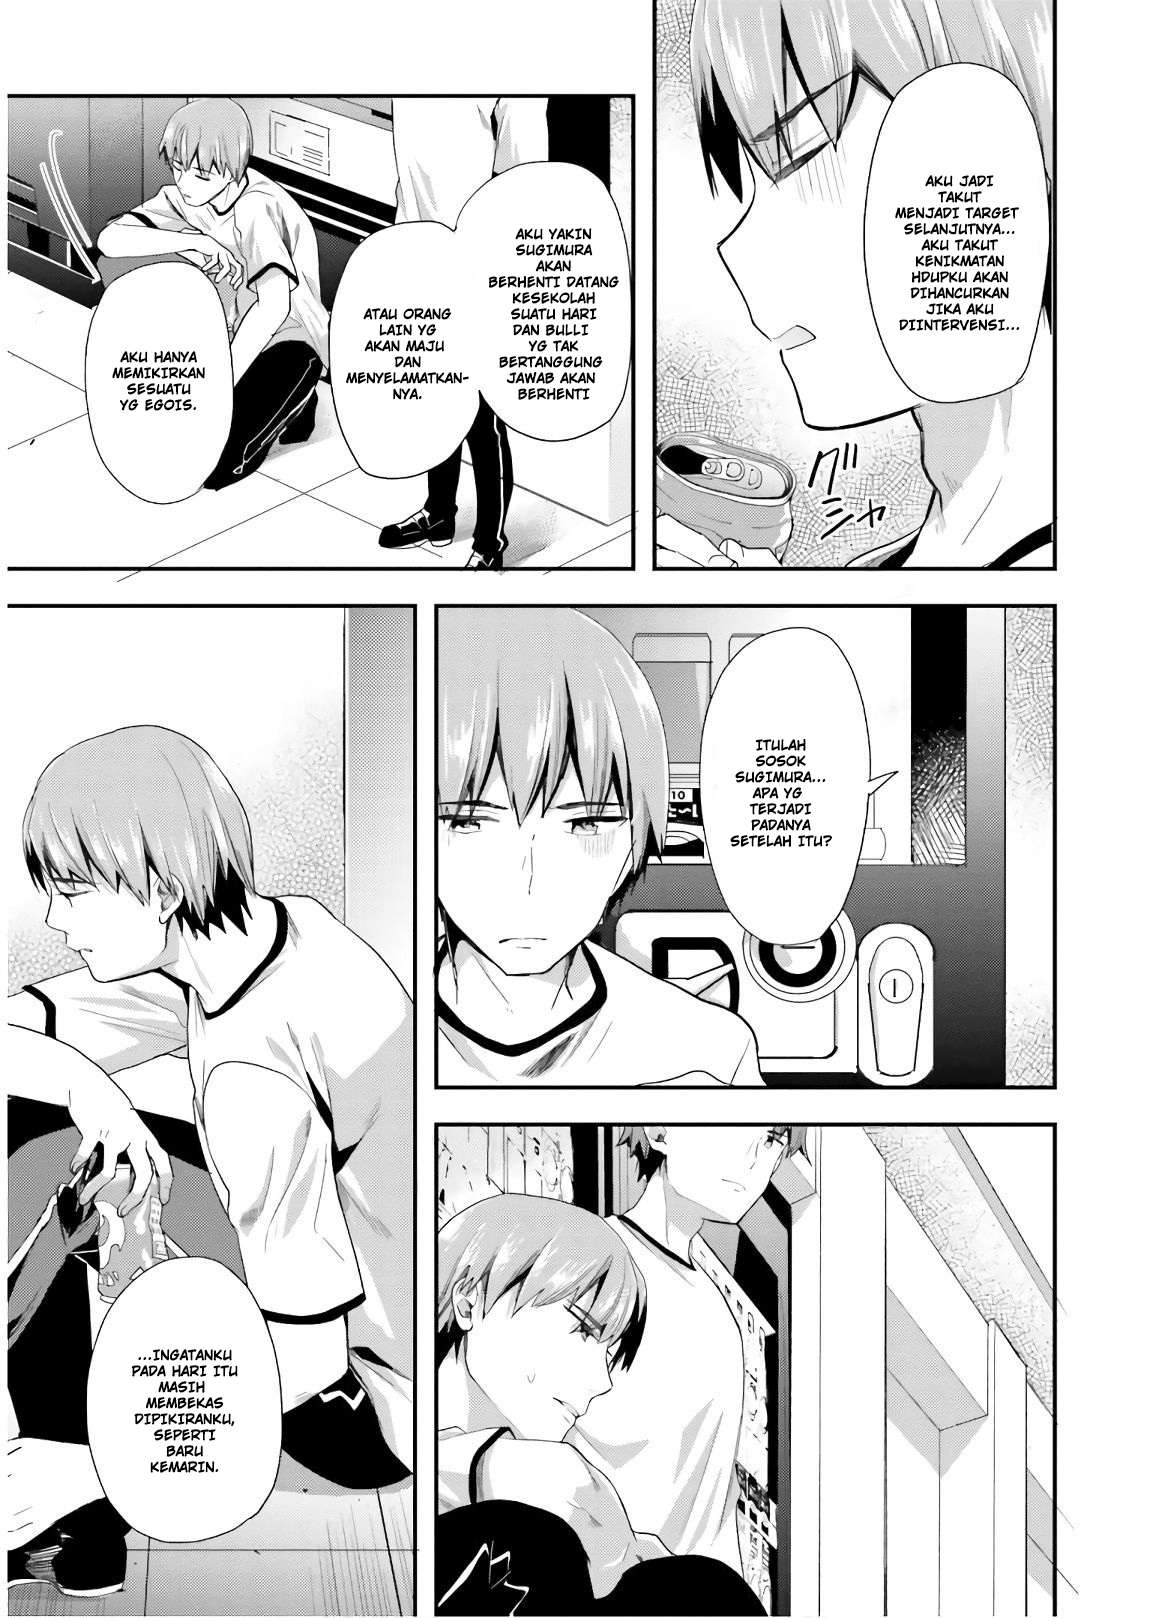 AKU JADI
TAKUT
MENJADI TARGET
SELANJUTNYA...
AKU TAKUT
KENIKMATAN
HDUPKU AKAN
DIHANCURKAN
JIKA AKU
DIINTERVENSI...
グシャ
AKU YAKIN
SUGIMURA
AKAN
BERHENTI DATANG
KESEKOLAH
SUATU HARI
DAN BULLI
YG TAK
BERTANGGUNG
JAWAB AKAN
BERHENTI
ATAU ORANG
LAIN YG
AKAN MAJU
DAN
MENYELAMATKAN-
NYA.
AKU HANYA
MEMIKIRKAN
SESUATU
YG EGOIS.
ITULAH
SOSOK
SUGIMURA...
APA YG
TERJADI
PADANYA
SETELAH ITU?
10
...INGATANKU
PADA HARI ITU
MASIH
MEMBEKAS
DIPIKIRANKU,
SEPERTI
BARU
KEMARIN.